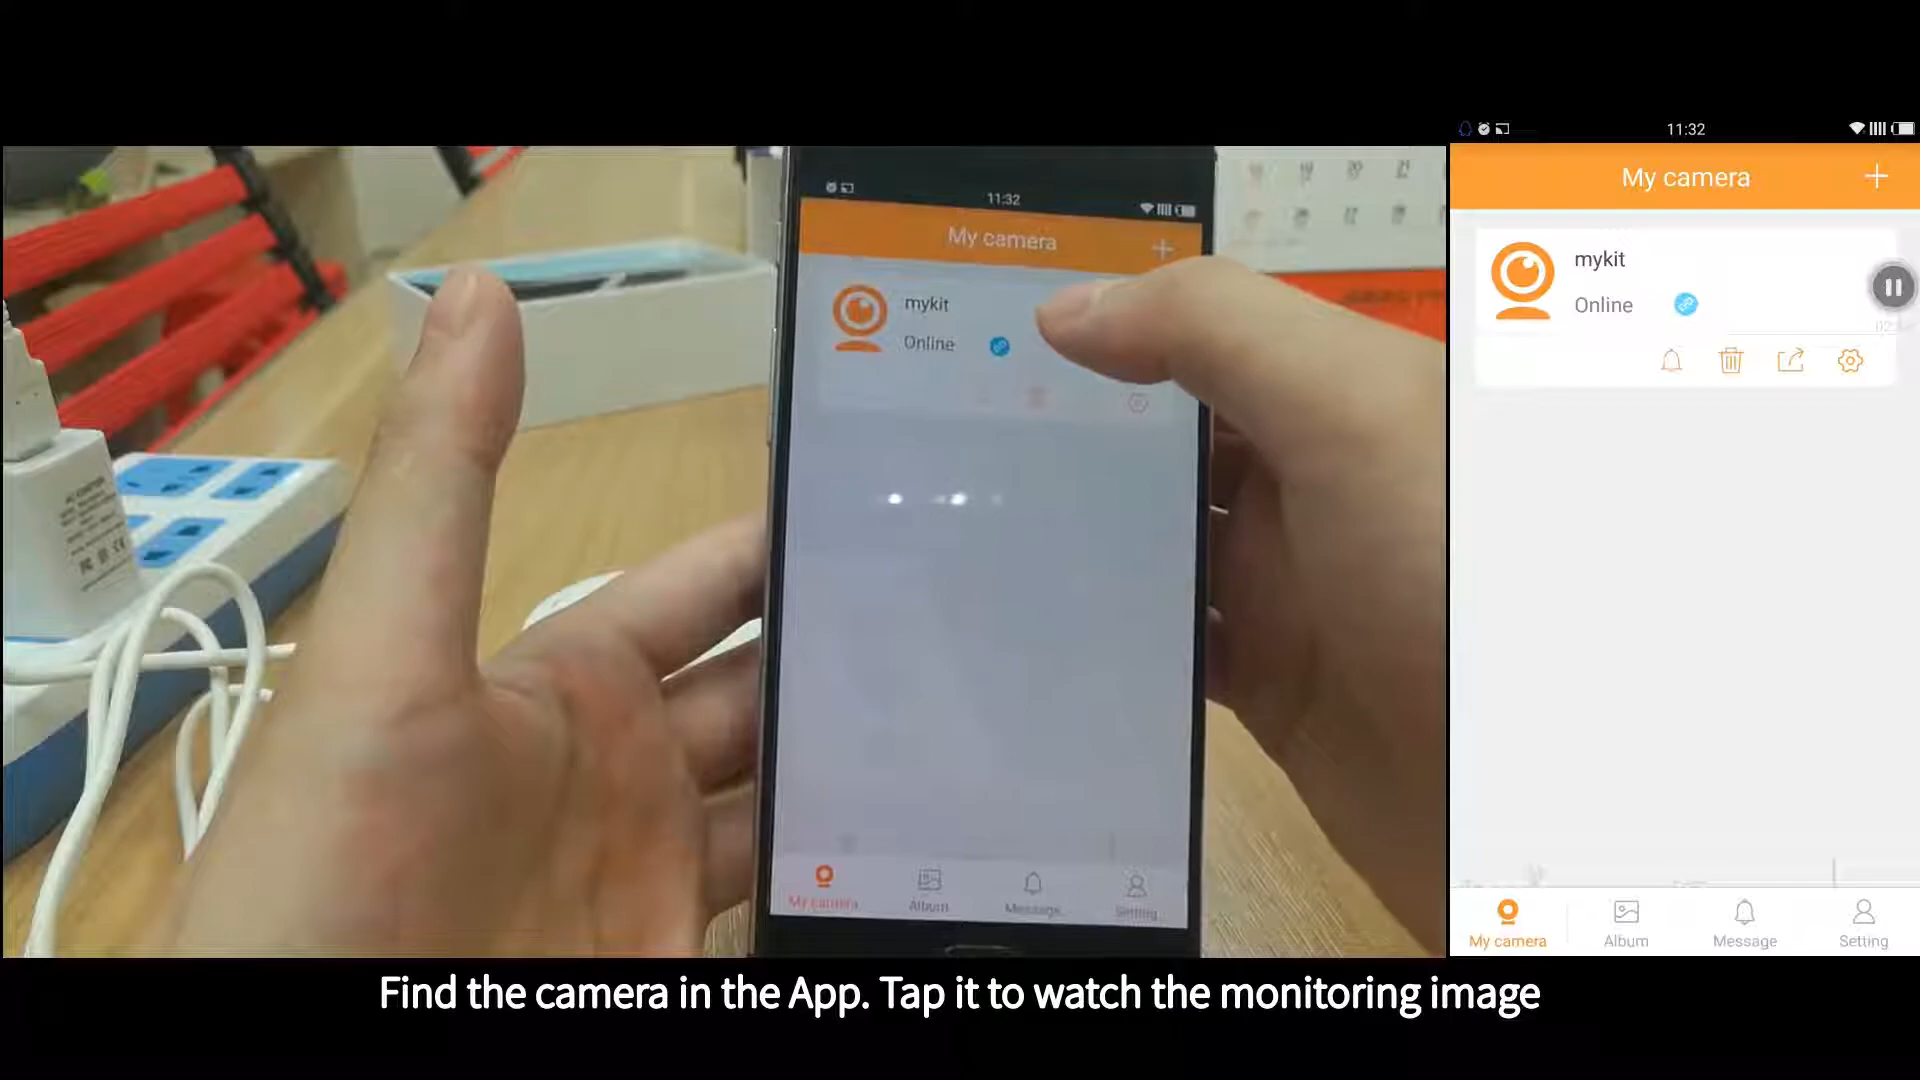 11:32
My camera
mykit
Online
My camera
Album
Message
Setting
11:32
My camera +
mykit
Online
My camera
Album
Message
Setting
Find the camera in the App. Tap it to watch the monitoring image